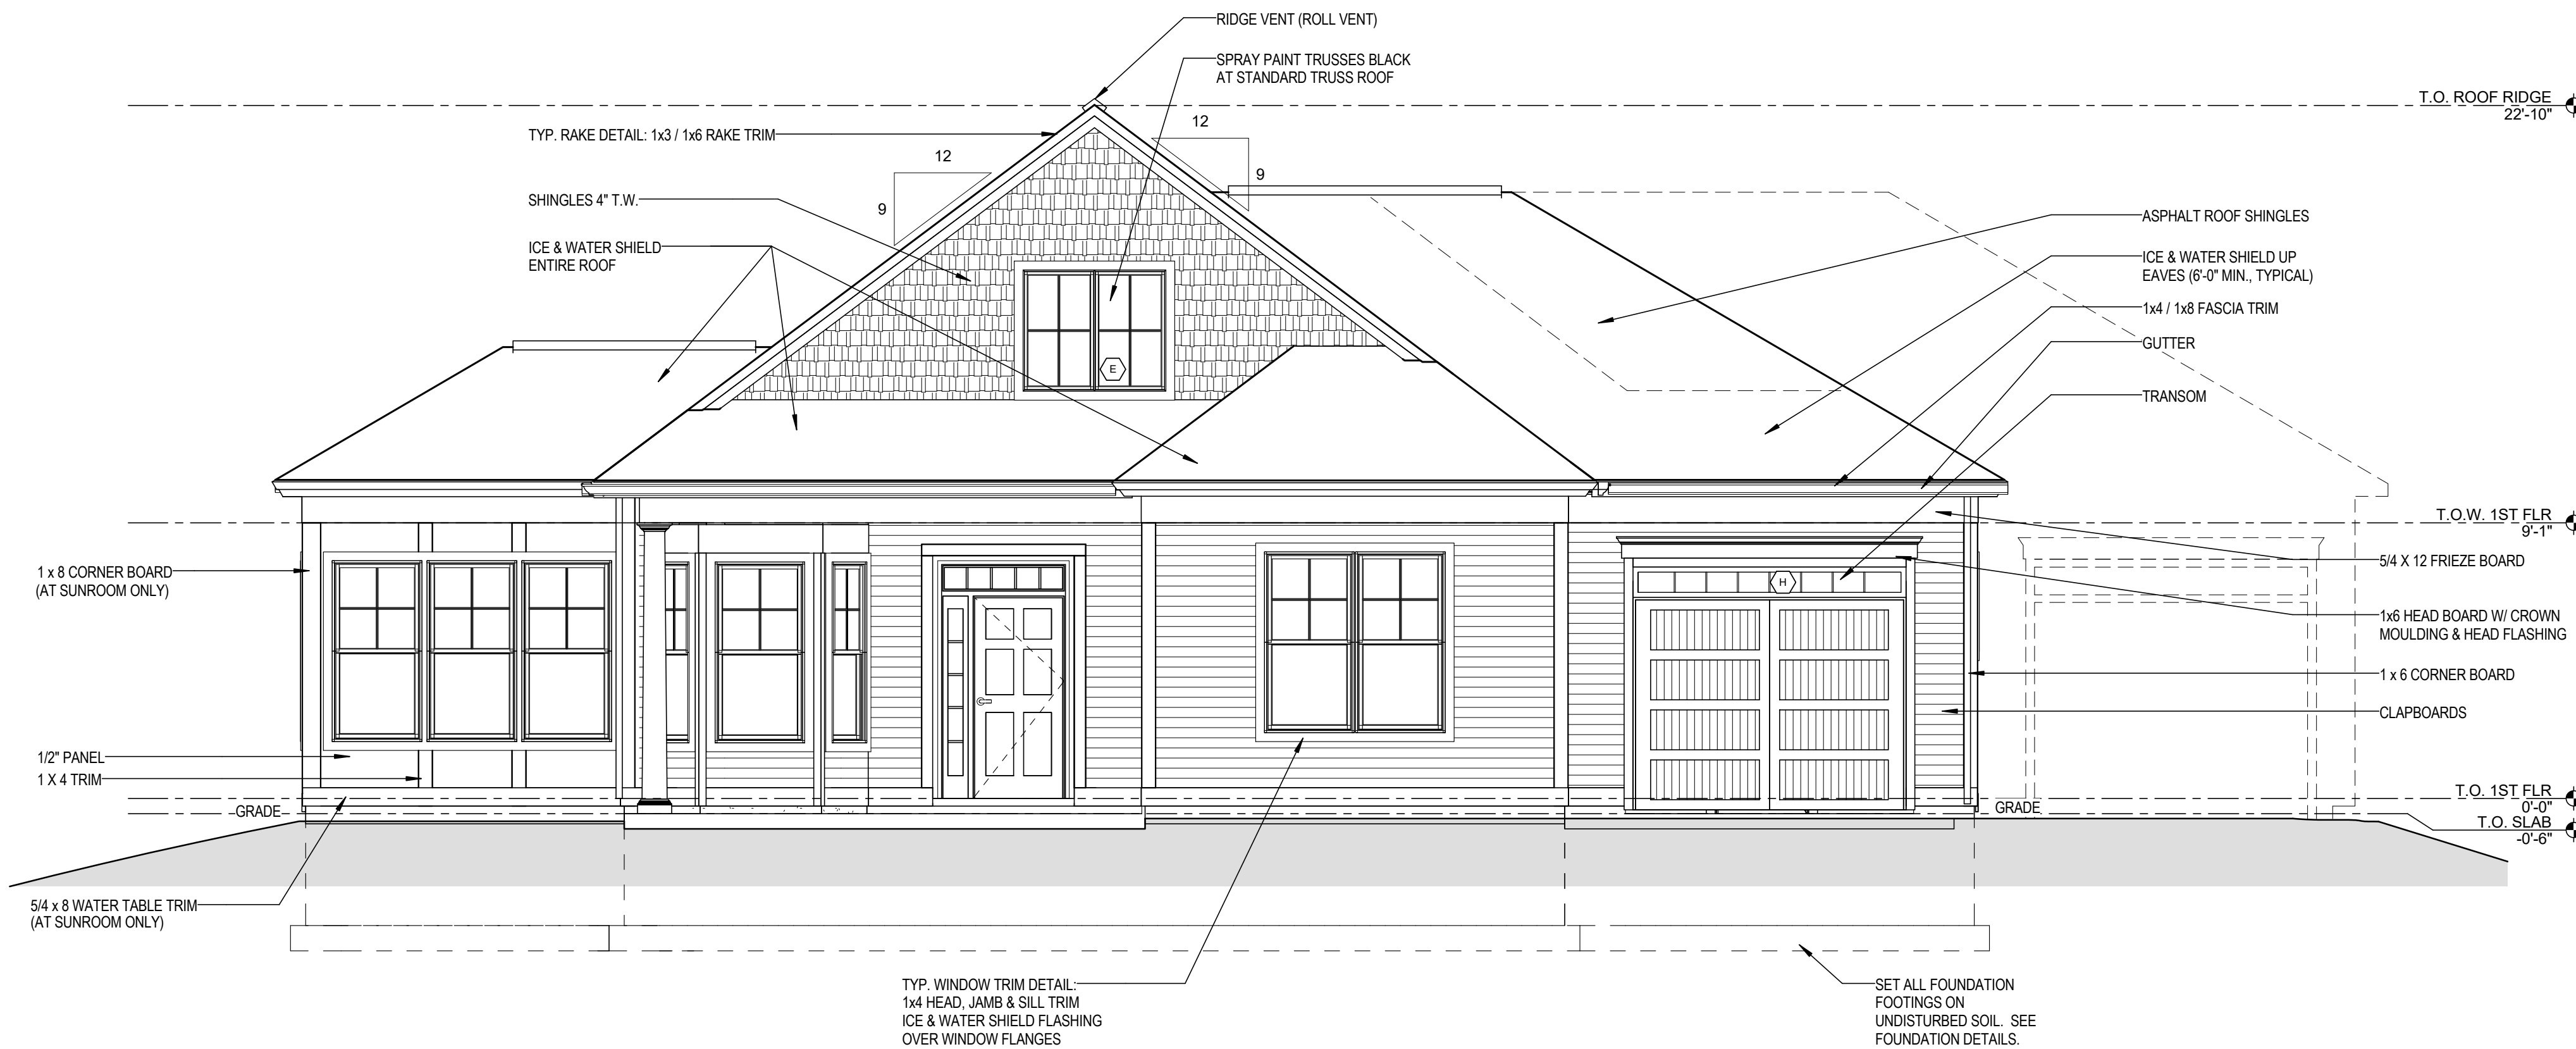 RIDGE VENT (ROLL VENT)
SPRAY PAINT TRUSSES BLACK
AT STANDARD TRUSS ROOF
T.O. ROOF RIDGE
22'-10"
TYP. RAKE DETAIL: 1x3 / 1x6 RAKE TRIM
12
9
12
9
SHINGLES 4" T.W.
ICE & WATER SHIELD
ENTIRE ROOF
ASPHALT ROOF SHINGLES
ICE & WATER SHIELD UP
EAVES (6'-0" MIN., TYPICAL)
1x4 / 1x8 FASCIA TRIM
GUTTER
TRANSOM
E
T.O.W. 1ST FLR
9'-1"
5/4 X 12 FRIEZE BOARD
H
1x6 HEAD BOARD W/ CROWN
MOULDING & HEAD FLASHING
1 x 6 CORNER BOARD
CLAPBOARDS
1 x 8 CORNER BOARD
(AT SUNROOM ONLY)
1/2" PANEL
1 X 4 TRIM
GRADE
GRADE
T.O. 1ST FLR
0'-0"
T.O. SLAB
-0'-6"
5/4 x 8 WATER TABLE TRIM
(AT SUNROOM ONLY)
TYP. WINDOW TRIM DETAIL:
1x4 HEAD, JAMB & SILL TRIM
ICE & WATER SHIELD FLASHING
OVER WINDOW FLANGES
SET ALL FOUNDATION
FOOTINGS ON
UNDISTURBED SOIL. SEE
FOUNDATION DETAILS.